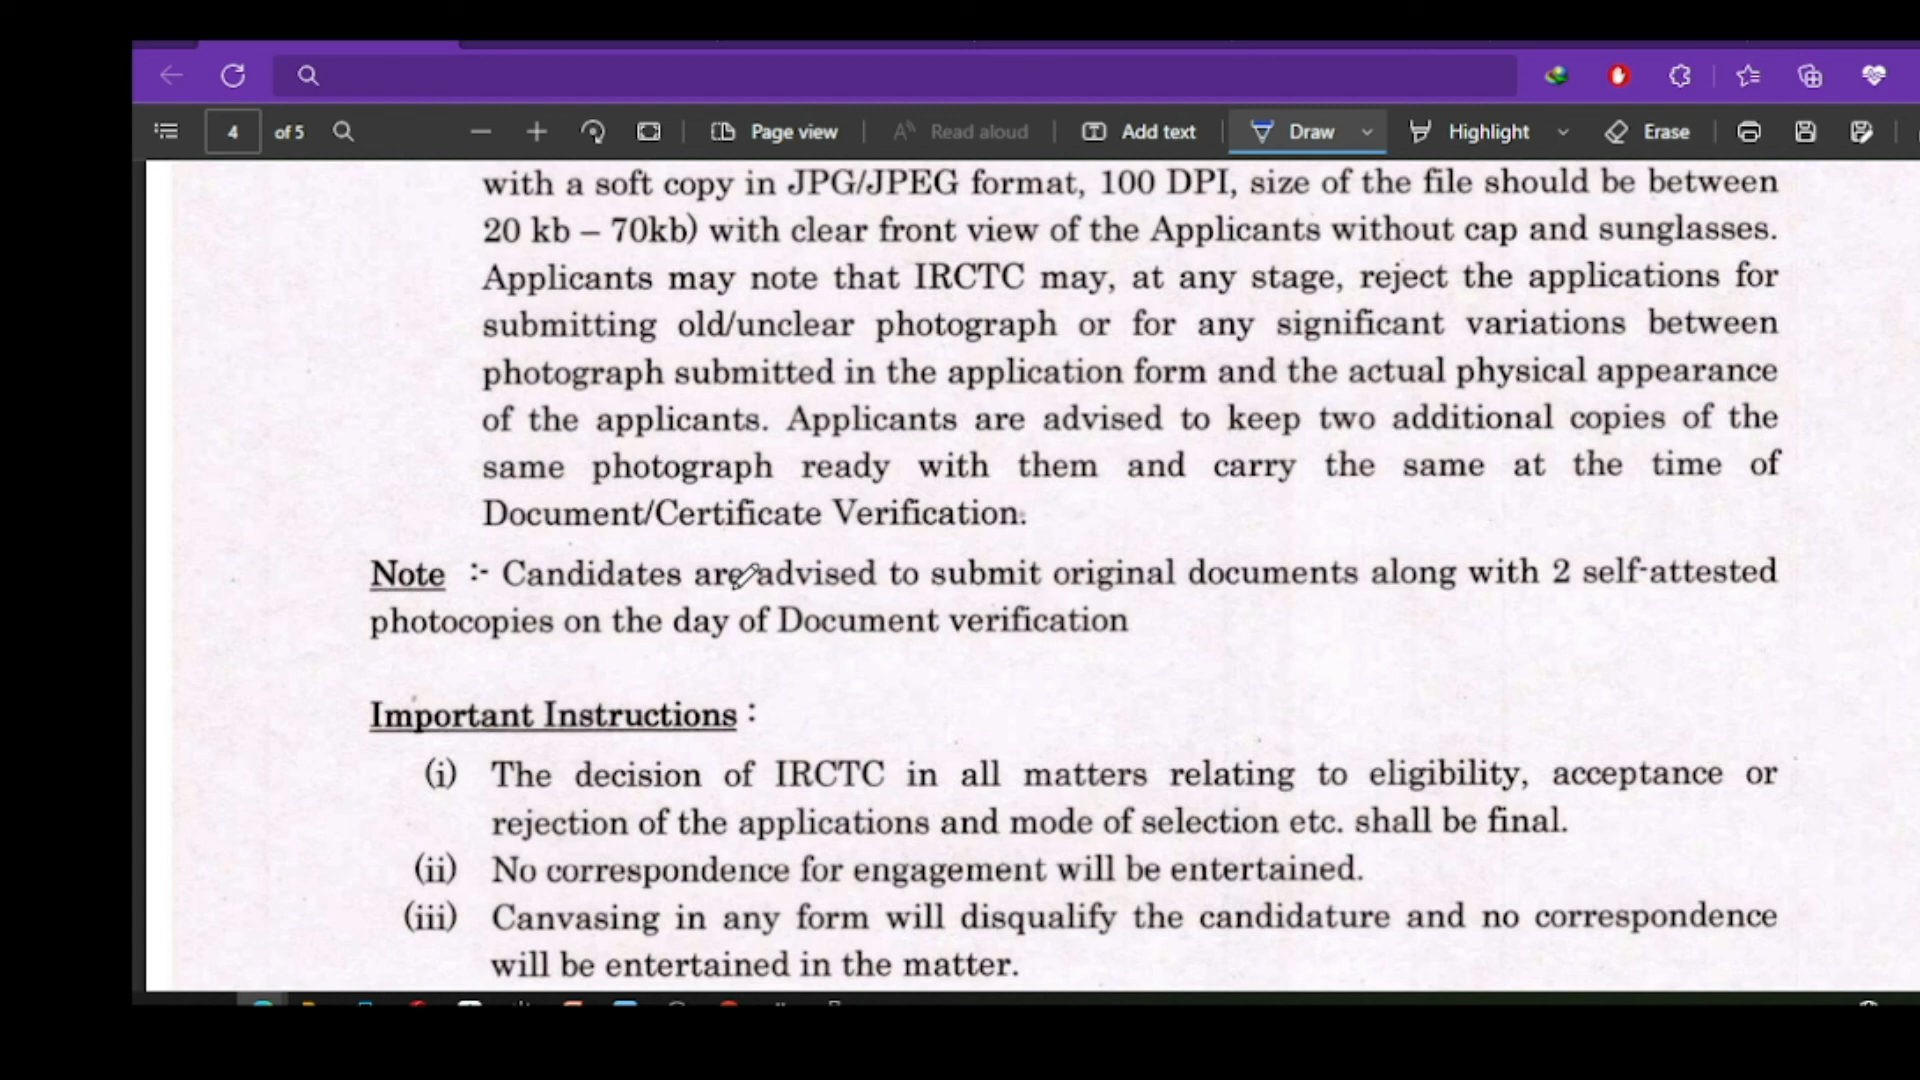 4 of 5 Page view Read aloud Add text Draw Highlight Erase
with a soft copy in JPG/JPEG format, 100 DPI, size of the file should be between
20 kb – 70kb) with clear front view of the Applicants without cap and sunglasses.
Applicants may note that IRCTC may, at any stage, reject the applications for
submitting old/unclear photograph or for any significant variations between
photograph submitted in the application form and the actual physical appearance
of the applicants. Applicants are advised to keep two additional copies of the
same photograph ready with them and carry the same at the time of
Document/Certificate Verification.
Note :- Candidates are advised to submit original documents along with 2 self-attested
photocopies on the day of Document verification
Important Instructions :
(i) The decision of IRCTC in all matters relating to eligibility, acceptance or
rejection of the applications and mode of selection etc. shall be final.
(ii) No correspondence for engagement will be entertained.
(iii) Canvasing in any form will disqualify the candidature and no correspondence
will be entertained in the matter.